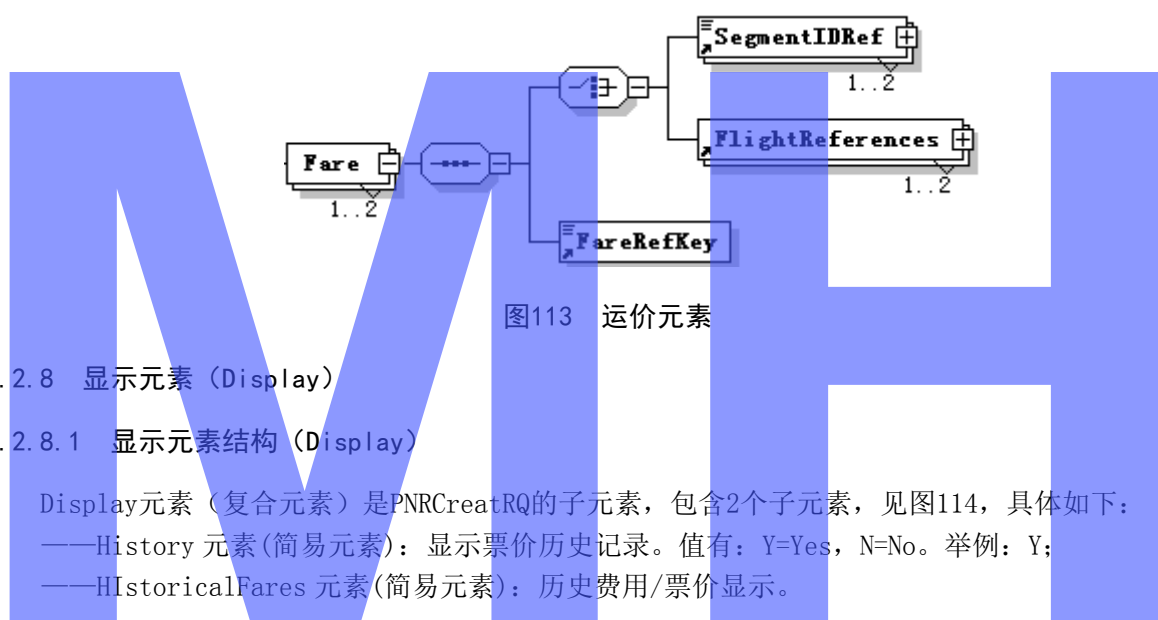 SegmentIDRef
1..2
FlightReferences
1..2
Fare
1..2
FareRefKey
图113 运价元素
.2.8 显示元素（Display）
.2.8.1 显示元素结构（Display）
Display元素（复合元素）是PNRCreatRQ的子元素，包含2个子元素，见图114，具体如下：
——History 元素(简易元素)：显示票价历史记录。值有：Y=Yes，N=No。举例：Y；
——HIstoricalFares 元素(简易元素)：历史费用/票价显示。
MH